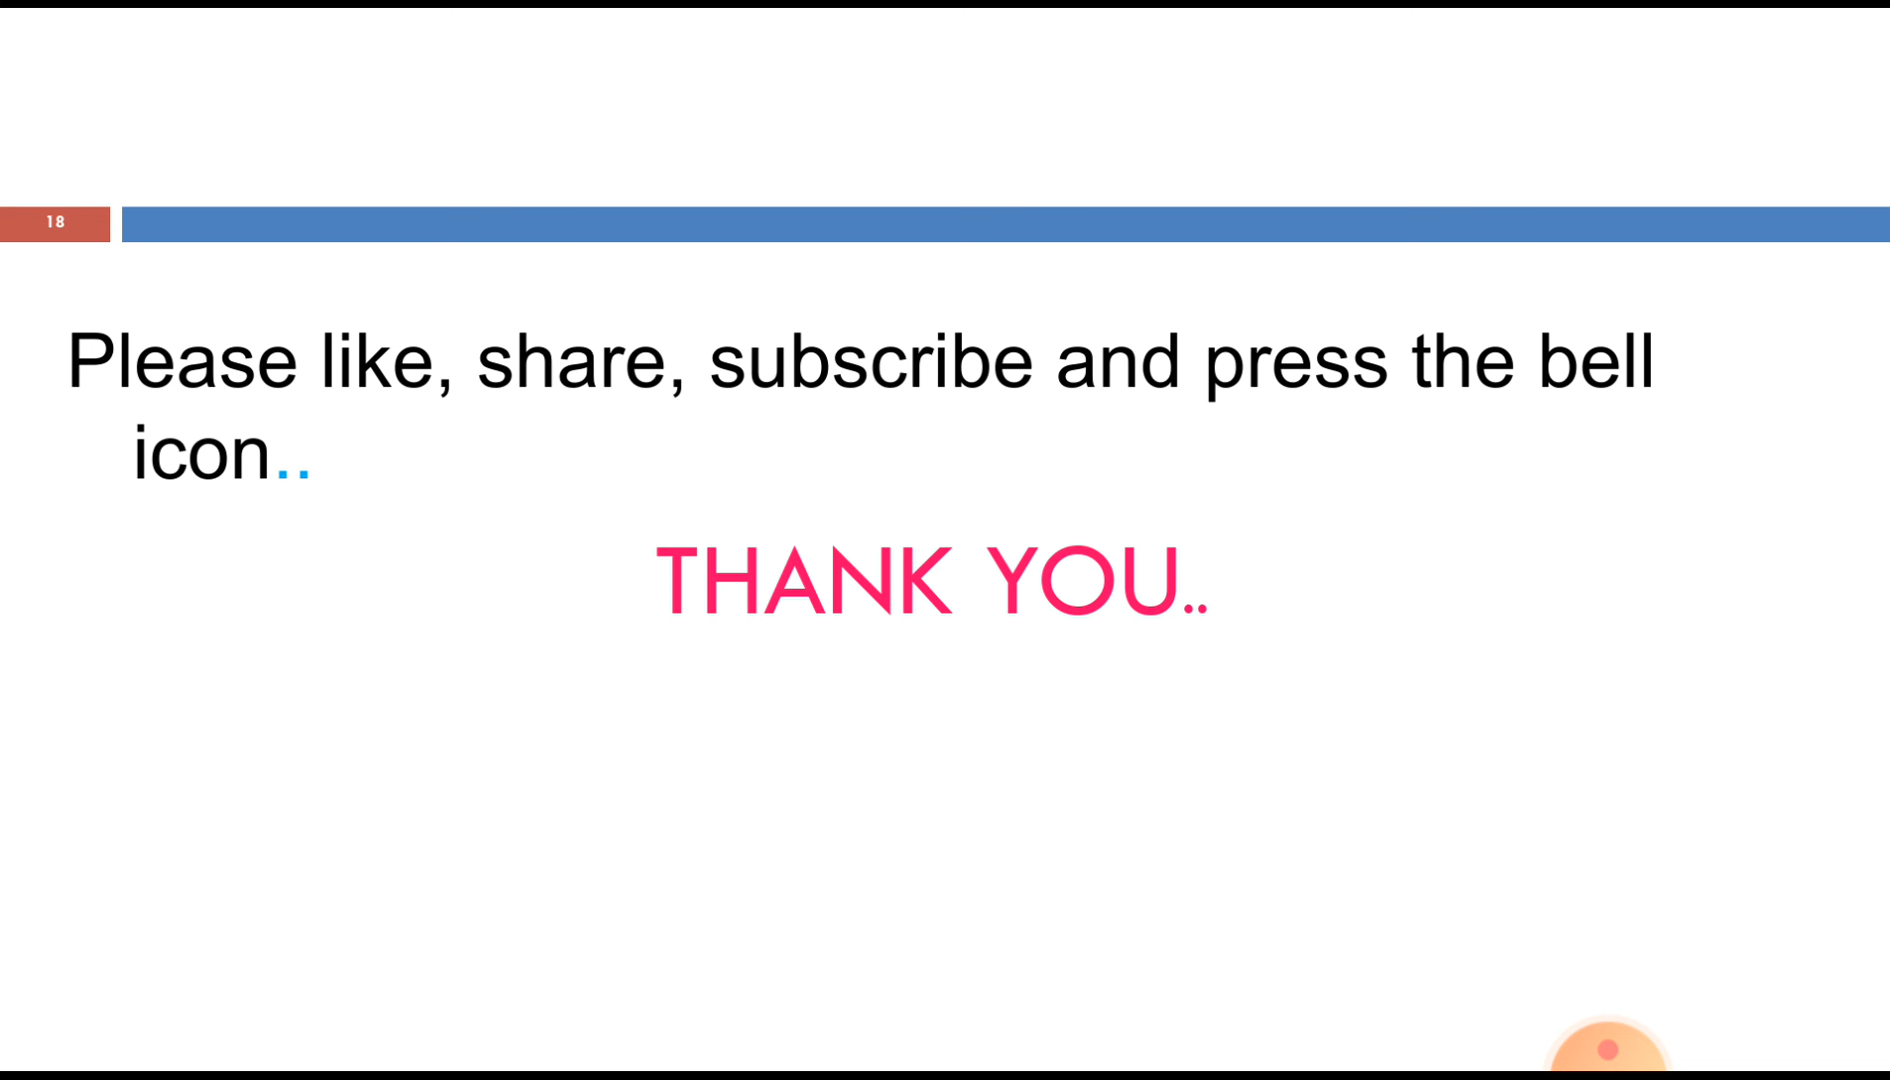 18
Please like, share, subscribe and press the bell
icon..
THANK YOU..